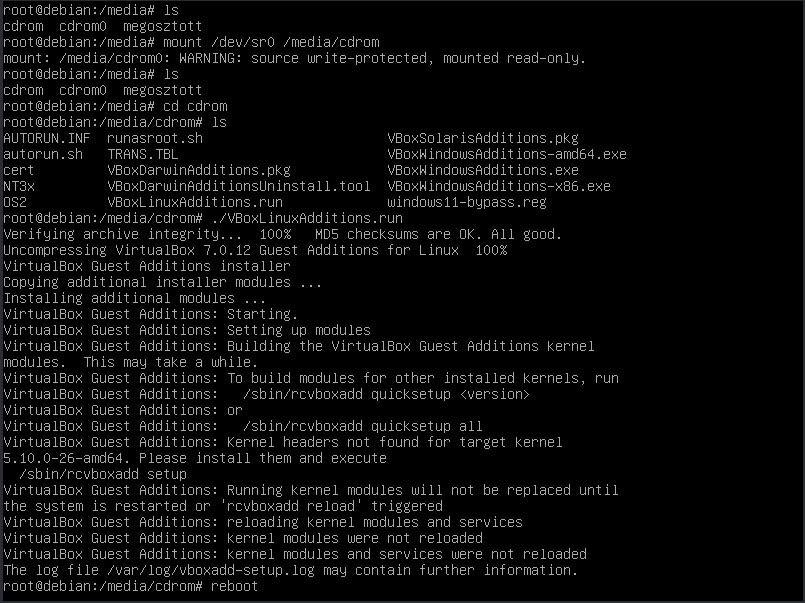 root@debian:/media# ls
cdrom  cdrom0  megosztott
root@debian:/media# mount /dev/sr0 /media/cdrom
mount: /media/cdrom0: WARNING: source write-protected, mounted read-only.
root@debian:/media# ls
cdrom  cdrom0  megosztott
root@debian:/media# cd cdrom
root@debian:/media/cdrom# ls
AUTORUN.INF  runasroot.sh                      VBoxSolarisAdditions.pkg
autorun.sh   TRANS.TBL                         VBoxWindowsAdditions-amd64.exe
cert         VBoxDarwinAdditions.pkg           VBoxWindowsAdditions.exe
NT3x         VBoxDarwinAdditionsUninstall.tool  VBoxWindowsAdditions-x86.exe
OS2          VBoxLinuxAdditions.run            windows11-bypass.reg
root@debian:/media/cdrom# ./VBoxLinuxAdditions.run
Verifying archive integrity...  100%   MD5 checksums are OK. All good.
Uncompressing VirtualBox 7.0.12 Guest Additions for Linux  100%
VirtualBox Guest Additions installer
Copying additional installer modules ...
Installing additional modules ...
VirtualBox Guest Additions: Starting.
VirtualBox Guest Additions: Setting up modules
VirtualBox Guest Additions: Building the VirtualBox Guest Additions kernel
modules.  This may take a while.
VirtualBox Guest Additions: To build modules for other installed kernels, run
VirtualBox Guest Additions:   /sbin/rcvboxadd quicksetup <version>
VirtualBox Guest Additions: or
VirtualBox Guest Additions:   /sbin/rcvboxadd quicksetup all
VirtualBox Guest Additions: Kernel headers not found for target kernel
5.10.0-26-amd64. Please install them and execute
  /sbin/rcvboxadd setup
VirtualBox Guest Additions: Running kernel modules will not be replaced until
the system is restarted or 'rcvboxadd reload' triggered
VirtualBox Guest Additions: reloading kernel modules and services
VirtualBox Guest Additions: kernel modules were not reloaded
VirtualBox Guest Additions: kernel modules and services were not reloaded
The log file /var/log/vboxadd-setup.log may contain further information.
root@debian:/media/cdrom# reboot